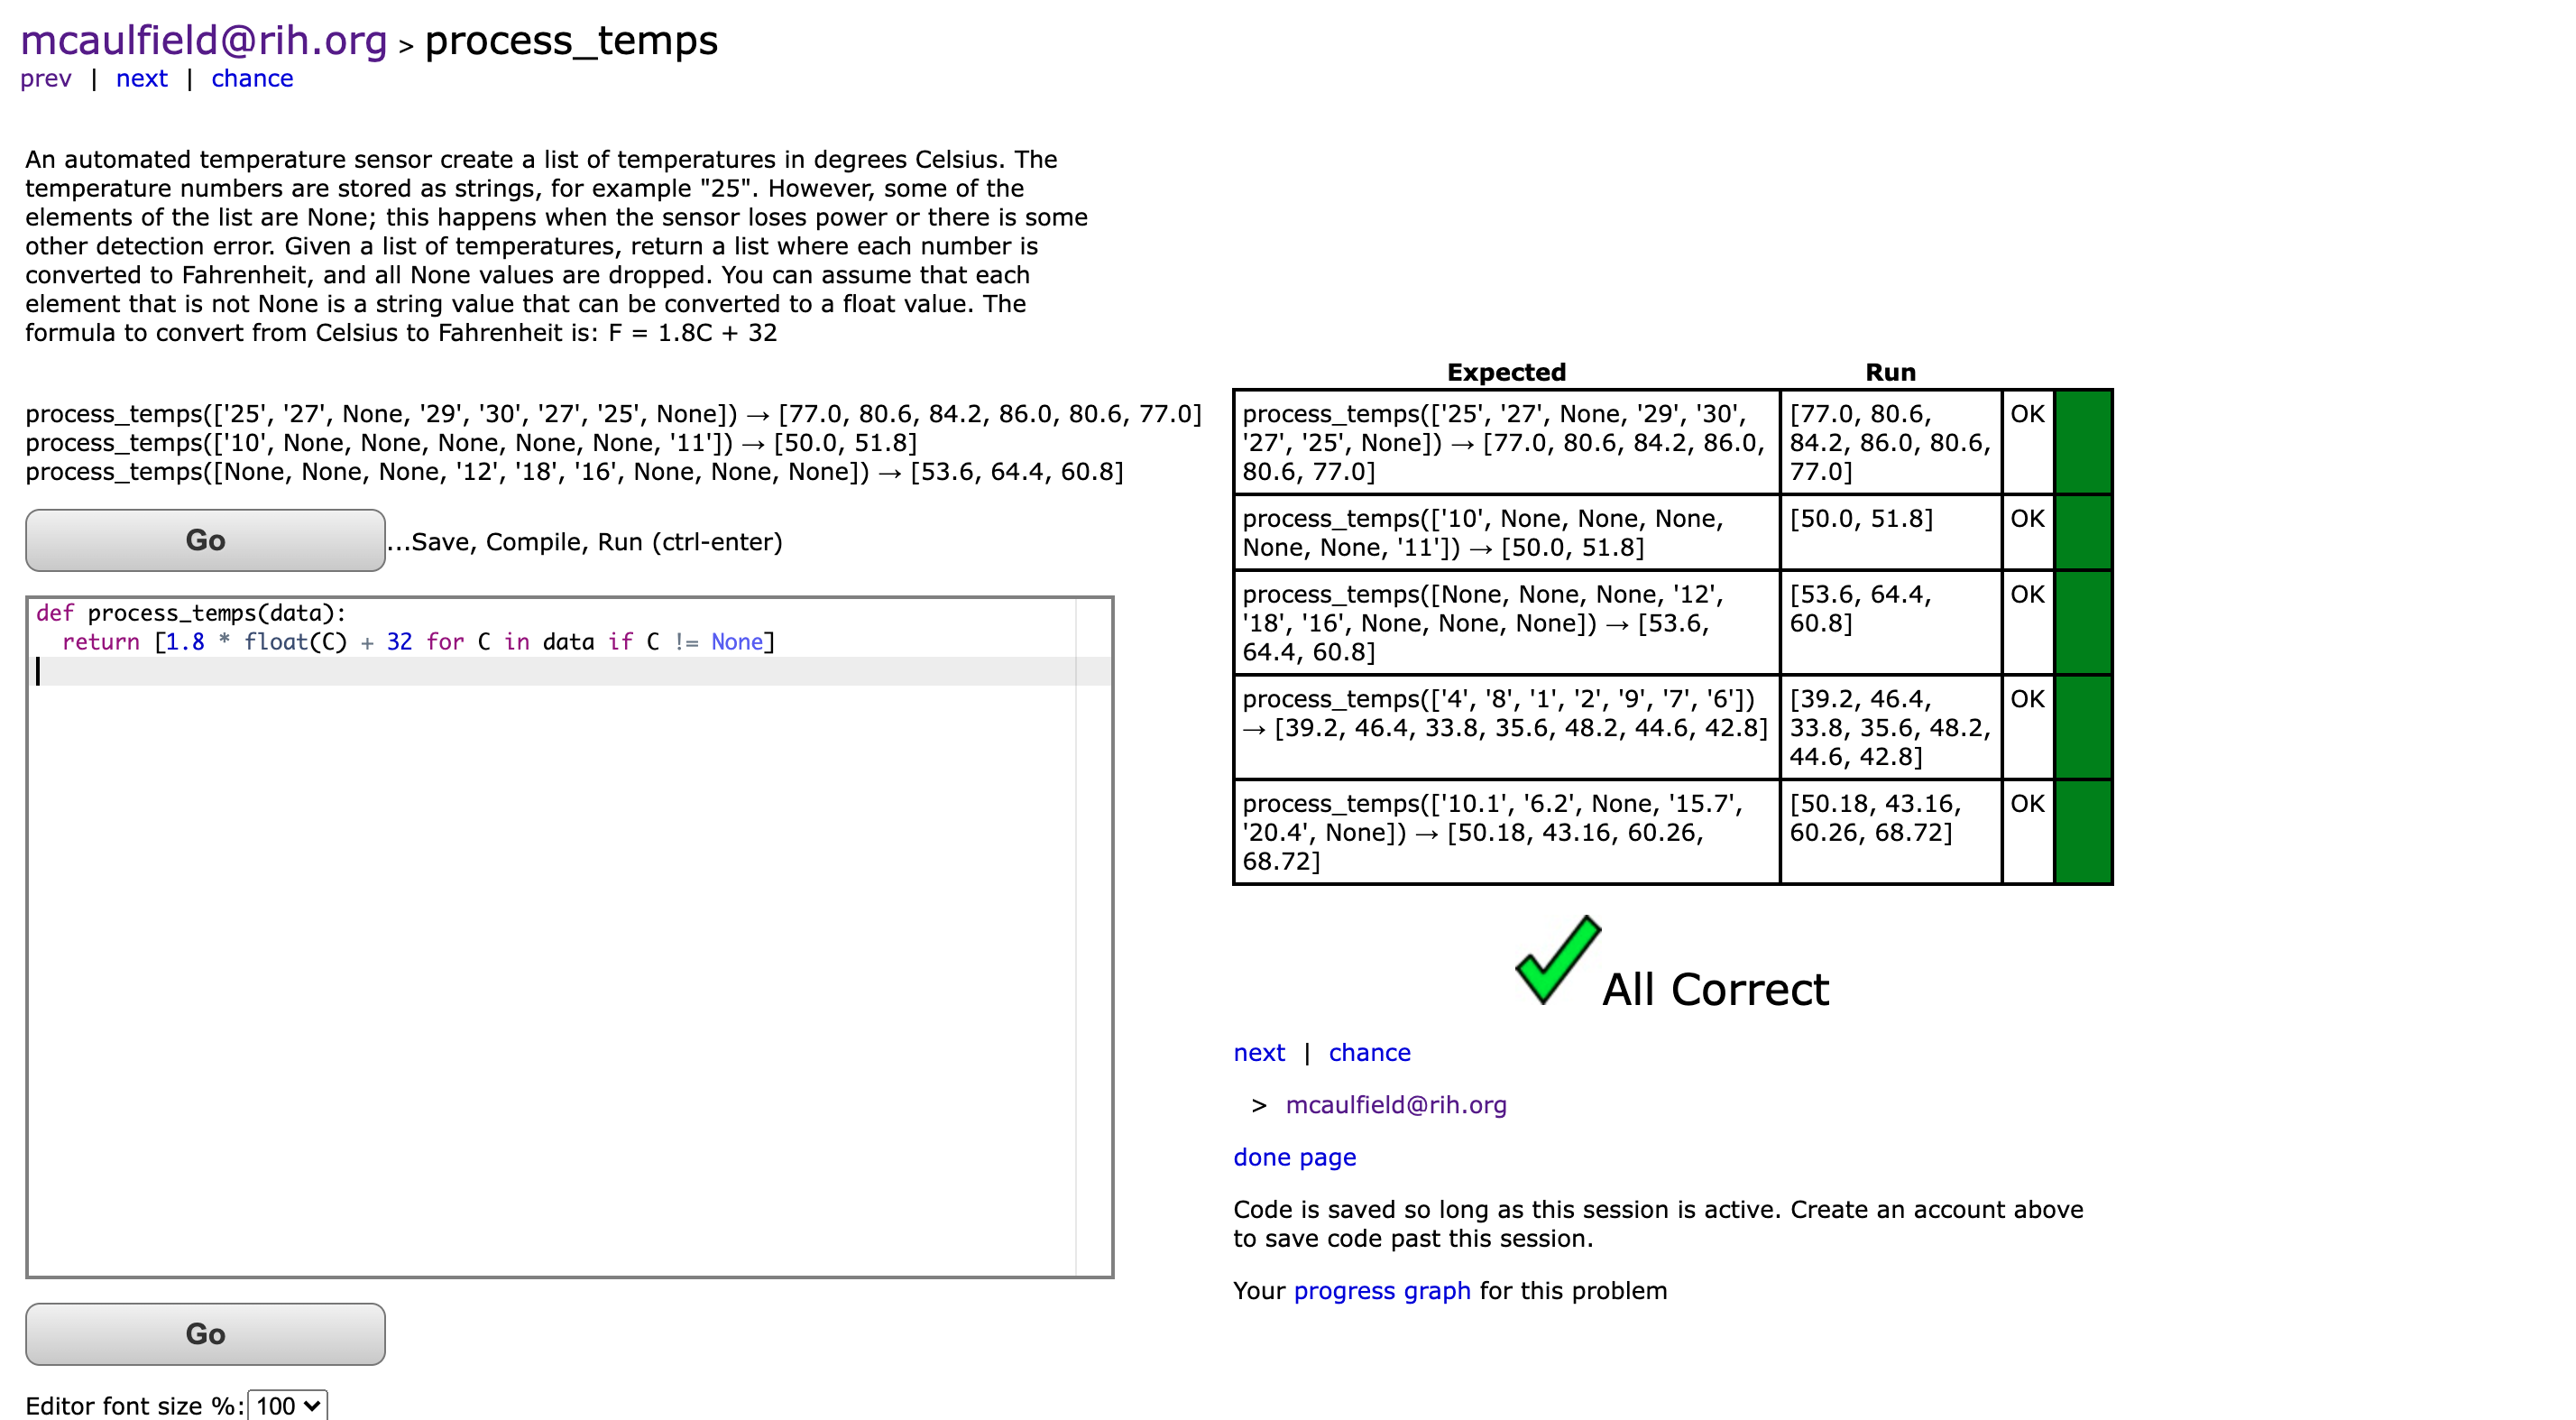 mcaulfield@rih.org > process_temps
prev | next | chance
An automated temperature sensor create a list of temperatures in degrees Celsius. The
temperature numbers are stored as strings, for example "25". However, some of the
elements of the list are None; this happens when the sensor loses power or there is some
other detection error. Given a list of temperatures, return a list where each number is
converted to Fahrenheit, and all None values are dropped. You can assume that each
element that is not None is a string value that can be converted to a float value. The
formula to convert from Celsius to Fahrenheit is: F = 1.8C + 32
process_temps(['25', '27', None, '29', '30', '27', '25', None]) → [77.0, 80.6, 84.2, 86.0, 80.6, 77.0]
process_temps(['10', None, None, None, None, None, '11']) → [50.0, 51.8]
process_temps([None, None, None, '12', '18', '16', None, None, None]) → [53.6, 64.4, 60.8]
Go
...Save, Compile, Run (ctrl-enter)
def process_temps(data):
  return [1.8 * float(C) + 32 for C in data if C != None]
Go
Editor font size %: 100
Expected Run
process_temps(['25', '27', None, '29', '30',
'27', '25', None]) → [77.0, 80.6, 84.2, 86.0,
80.6, 77.0]
[77.0, 80.6,
84.2, 86.0, 80.6,
77.0]
OK
process_temps(['10', None, None, None,
None, None, '11']) → [50.0, 51.8]
[50.0, 51.8]
OK
process_temps([None, None, None, '12',
'18', '16', None, None, None]) → [53.6,
64.4, 60.8]
[53.6, 64.4,
60.8]
OK
process_temps(['4', '8', '1', '2', '9', '7', '6'])
→ [39.2, 46.4, 33.8, 35.6, 48.2, 44.6, 42.8]
[39.2, 46.4,
33.8, 35.6, 48.2,
44.6, 42.8]
OK
process_temps(['10.1', '6.2', None, '15.7',
'20.4', None]) → [50.18, 43.16, 60.26,
68.72]
[50.18, 43.16,
60.26, 68.72]
OK
All Correct
next | chance
> mcaulfield@rih.org
done page
Code is saved so long as this session is active. Create an account above
to save code past this session.
Your progress graph for this problem